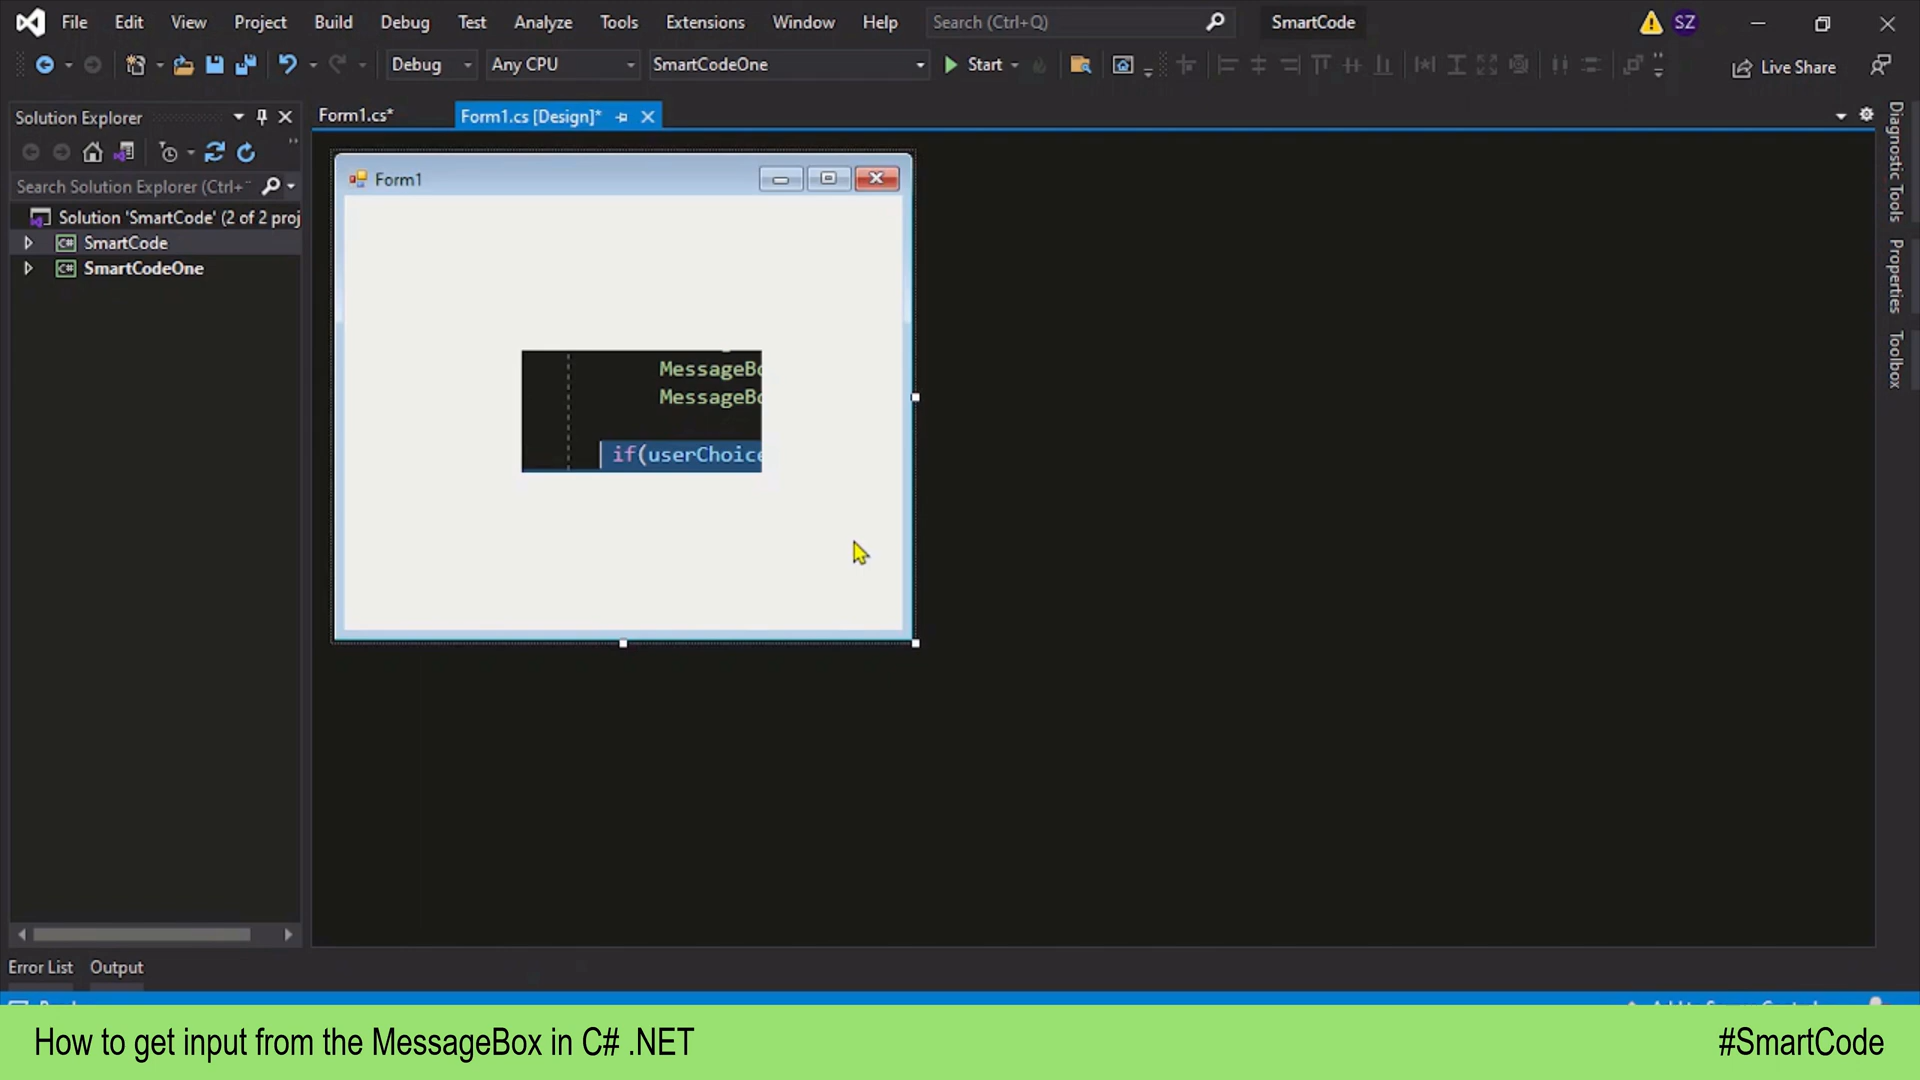 File Edit View Project Build Debug Test Analyze Tools Extensions Window Help Search (Ctrl+Q) SmartCode SZ
Debug Any CPU SmartCodeOne Start Live Share
Solution Explorer
Form1.cs* Form1.cs [Design]*
Search Solution Explorer (Ctrl+
Solution 'SmartCode' (2 of 2 proj
SmartCode
SmartCodeOne
Form1
MessageBo
MessageBo
if(userChoice
Diagnostic Tools
Properties
Toolbox
Error List Output
How to get input from the MessageBox in C# .NET
#SmartCode